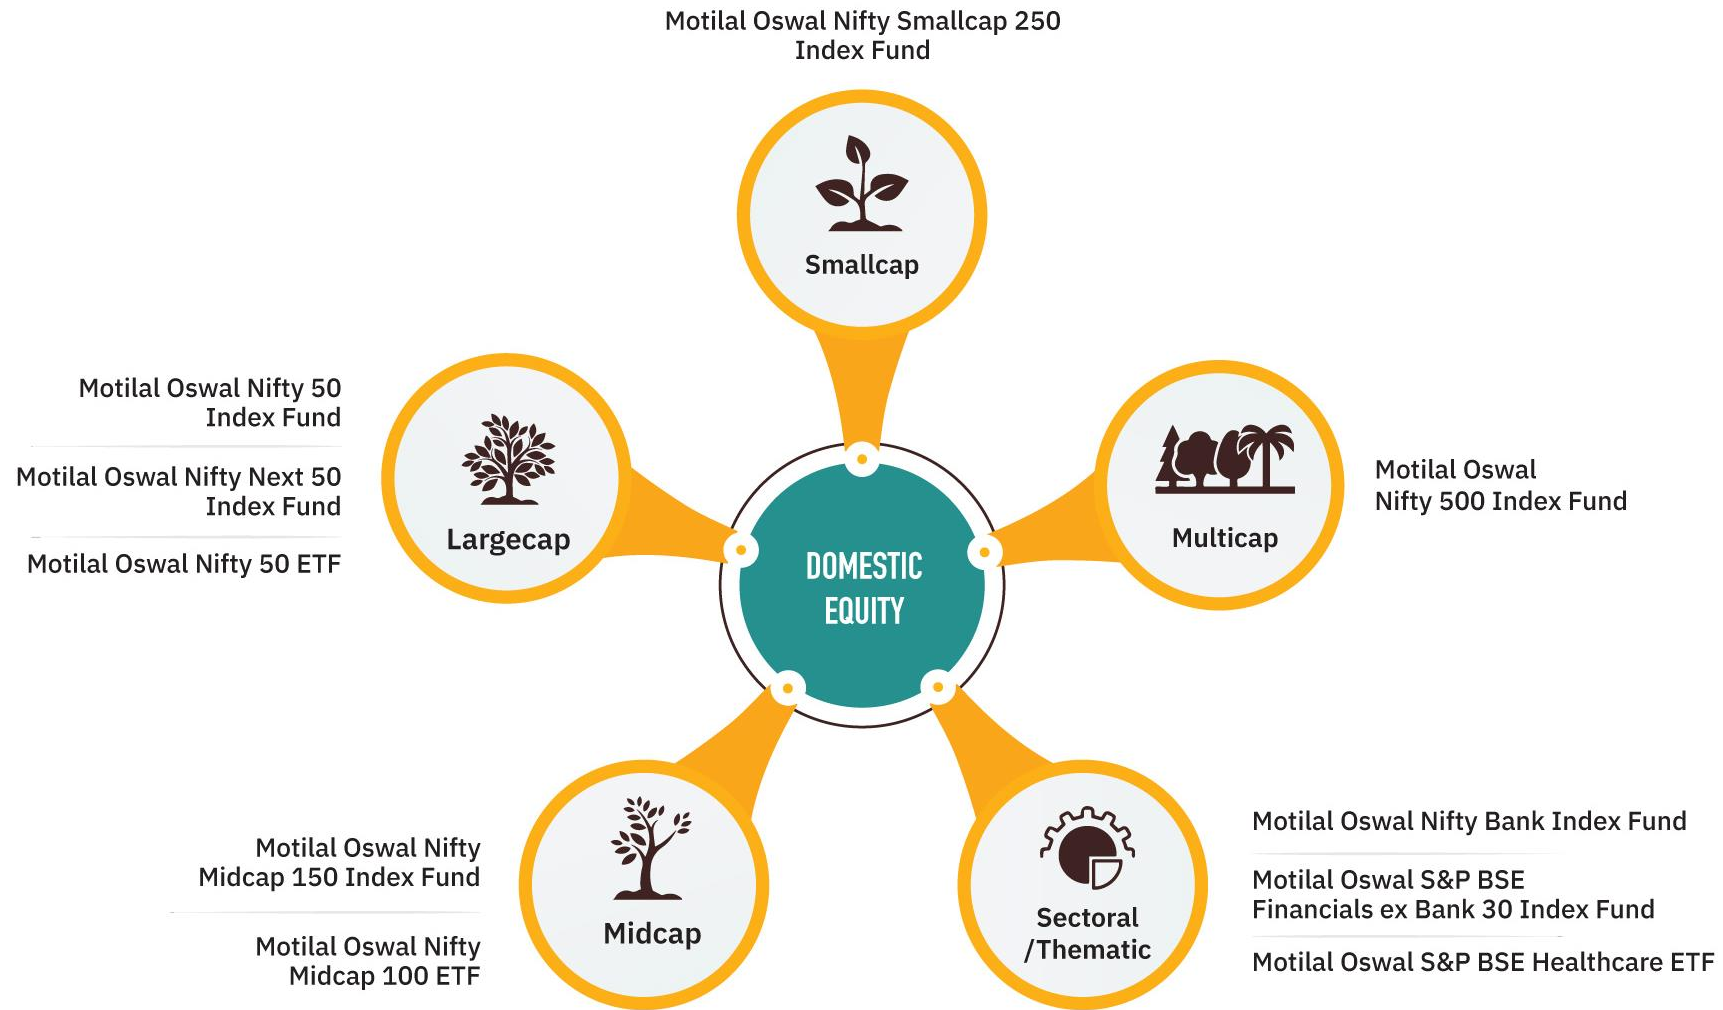 Motilal Oswal Nifty Smallcap 250
Index Fund
Smallcap
Motilal Oswal Nifty 50
Index Fund
Motilal Oswal Nifty Next 50
Index Fund
Motilal Oswal Nifty 50 ETF
Largecap
DOMESTIC
EQUITY
Multicap
Motilal Oswal
Nifty 500 Index Fund
Motilal Oswal Nifty
Midcap 150 Index Fund
Motilal Oswal Nifty
Midcap 100 ETF
Midcap
Sectoral
/Thematic
Motilal Oswal Nifty Bank Index Fund
Motilal Oswal S&P BSE
Financials ex Bank 30 Index Fund
Motilal Oswal S&P BSE Healthcare ETF